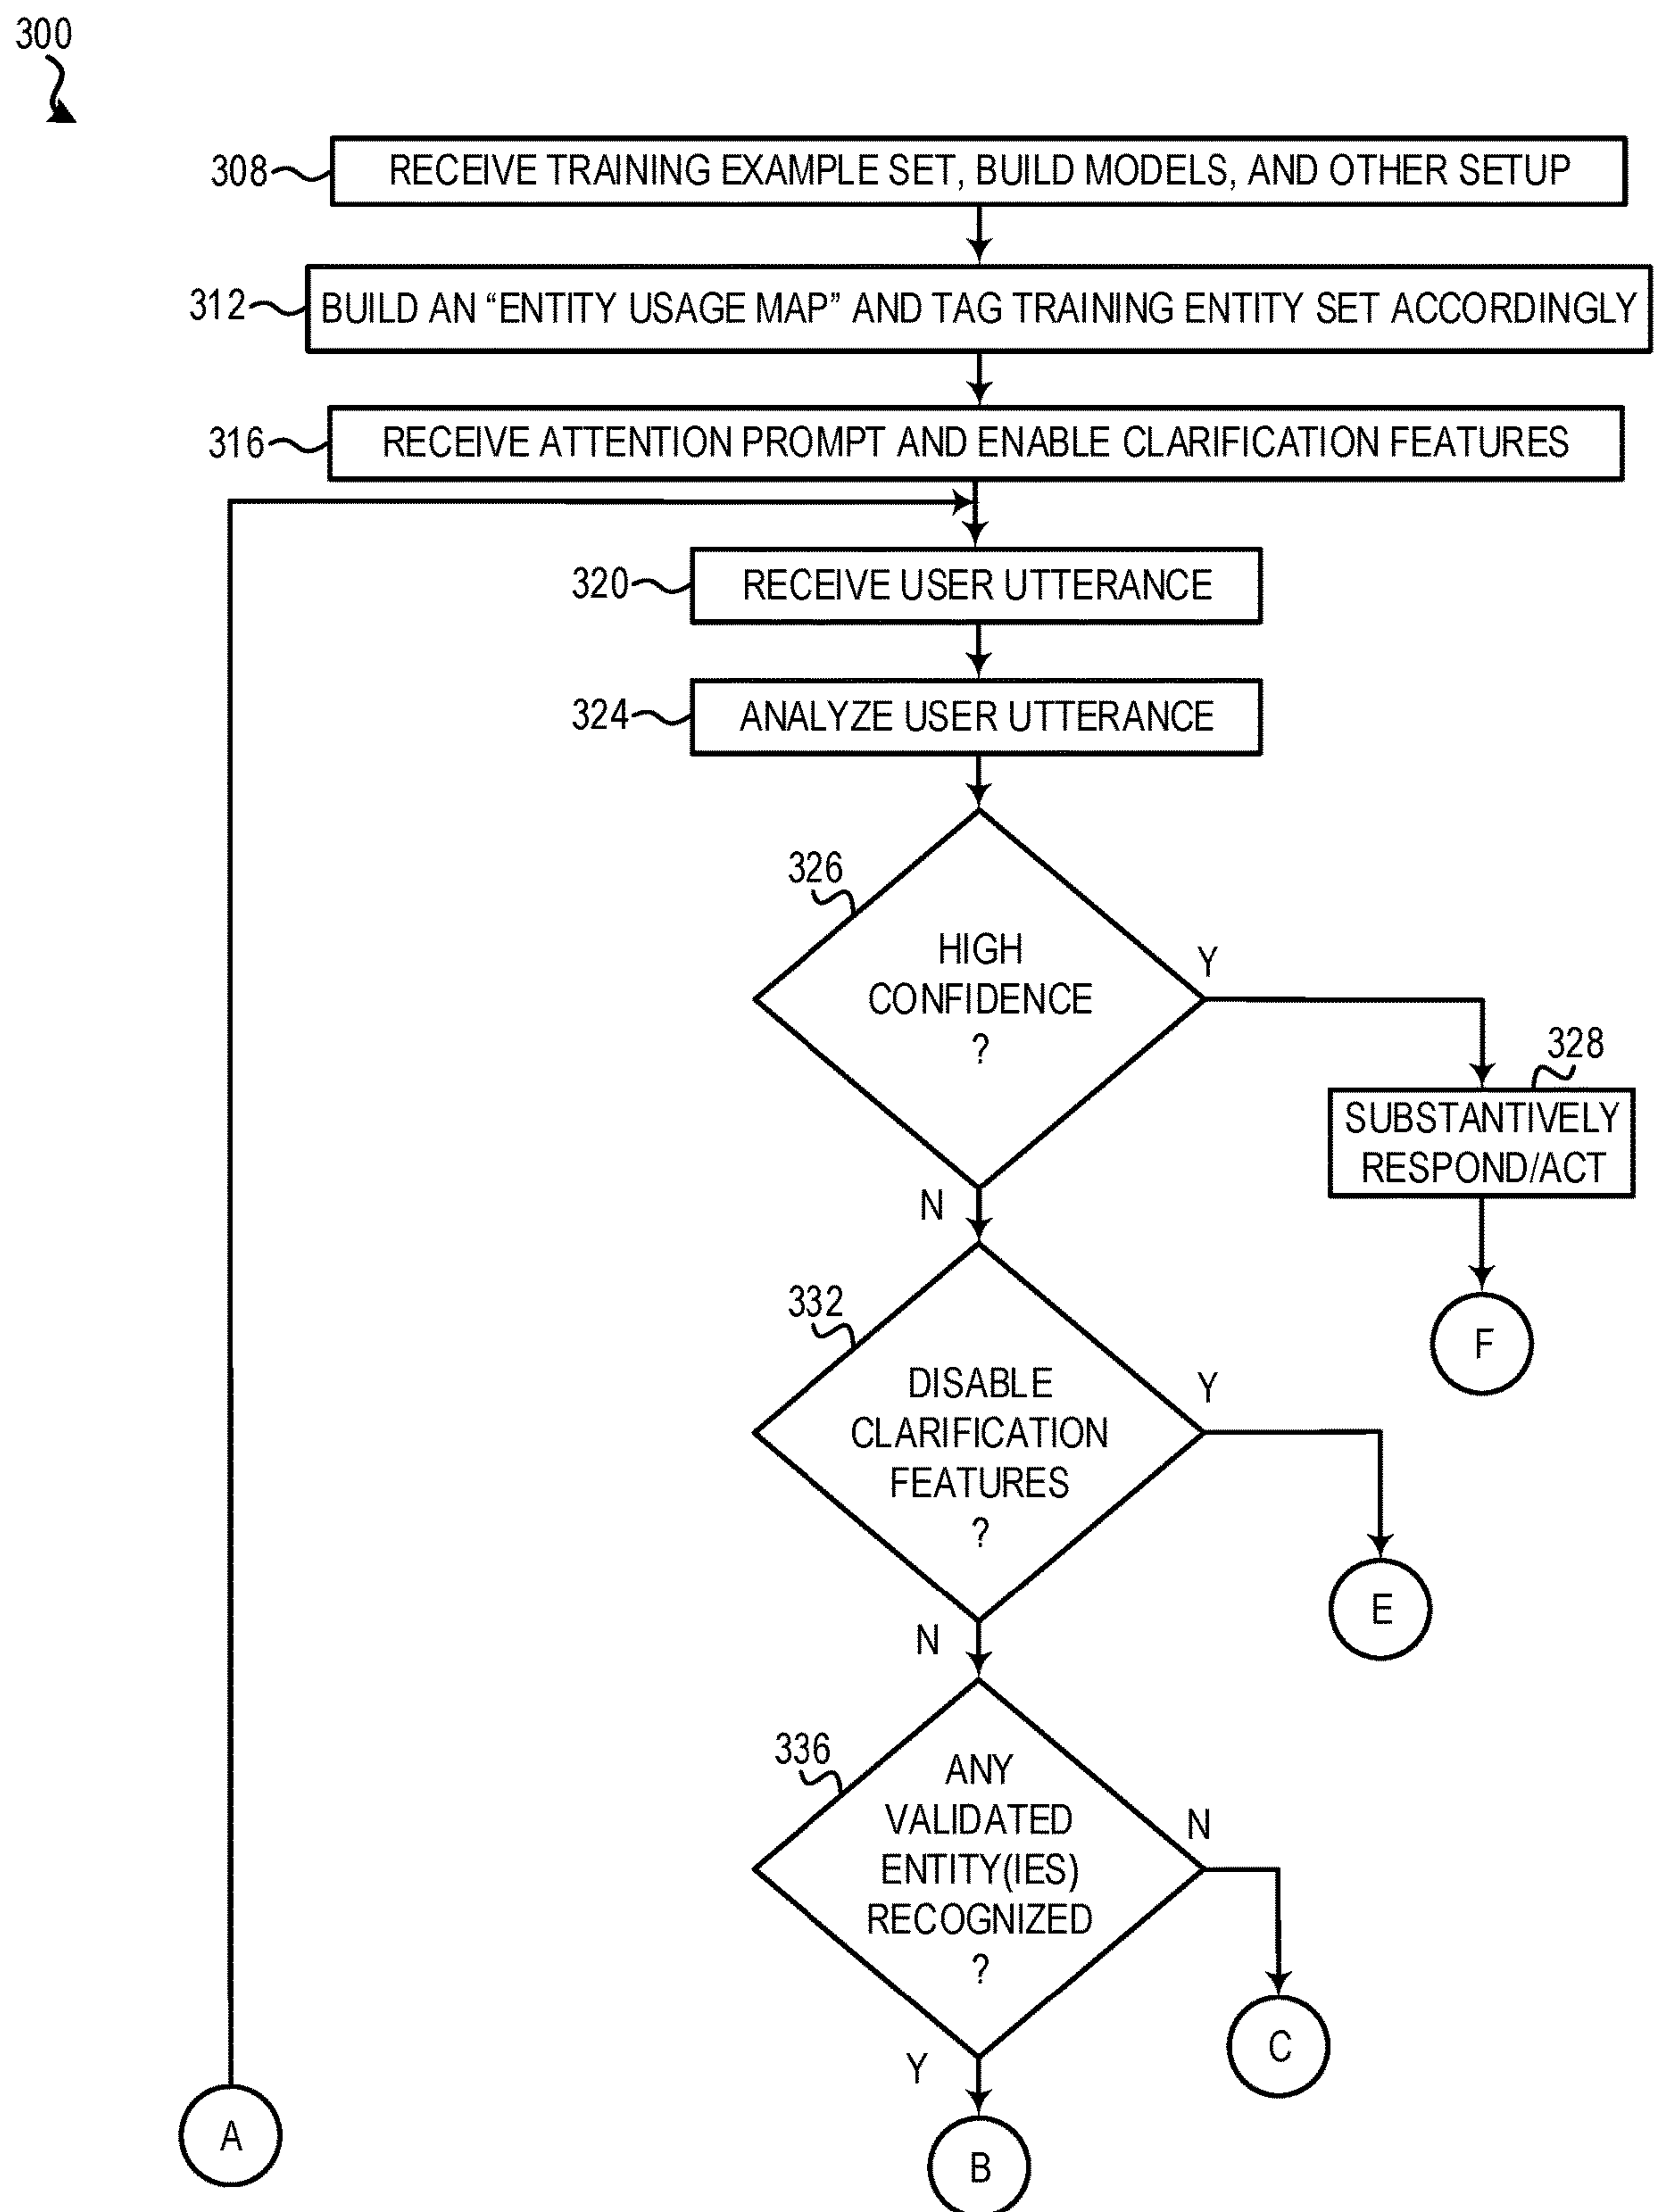 300
308
RECEIVE TRAINING EXAMPLE SET, BUILD MODELS, AND OTHER SETUP
312
BUILD AN “ENTITY USAGE MAP” AND TAG TRAINING ENTITY SET ACCORDINGLY
316
RECEIVE ATTENTION PROMPT AND ENABLE CLARIFICATION FEATURES
320
RECEIVE USER UTTERANCE
324
ANALYZE USER UTTERANCE
326
HIGH
CONFIDENCE
?
Y
N
328
SUBSTANTIVELY
RESPOND/ACT
F
332
DISABLE
CLARIFICATION
FEATURES
?
Y
N
E
336
ANY
VALIDATED
ENTITY(IES)
RECOGNIZED
?
N
Y
C
A
B